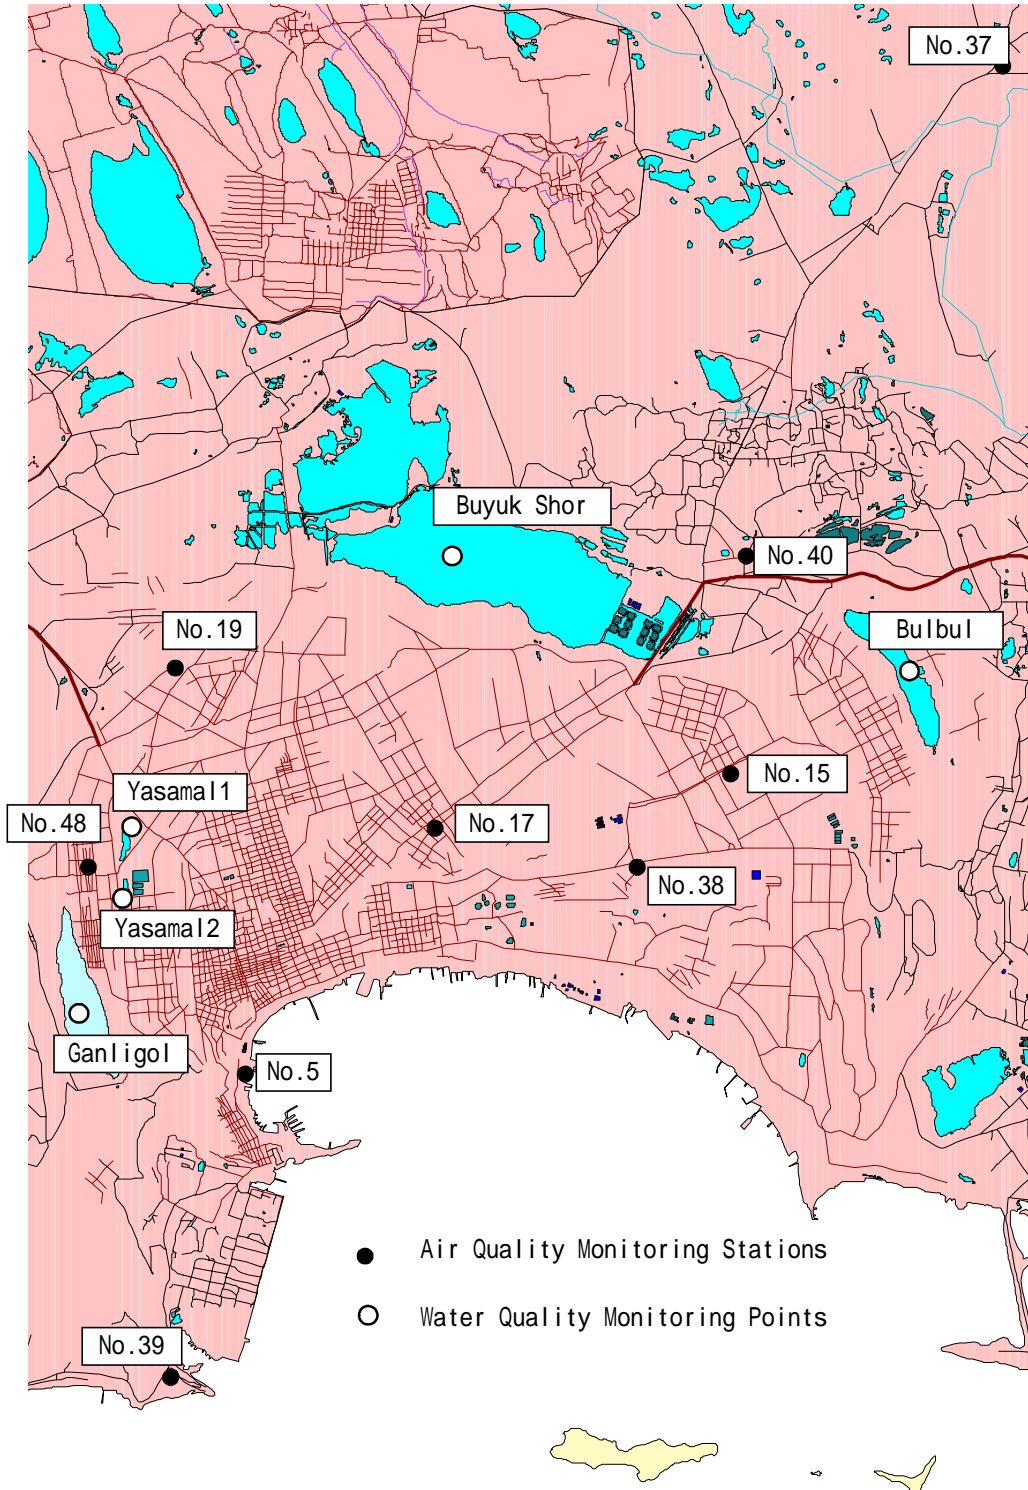 No.37
Buyuk Shor
No.40
No.19
Bulbul
Yasamal1
No.15
No.48
No.17
No.38
Yasamal2
Ganligol
No.5
Air Quality Monitoring Stations
Water Quality Monitoring Points
No.39